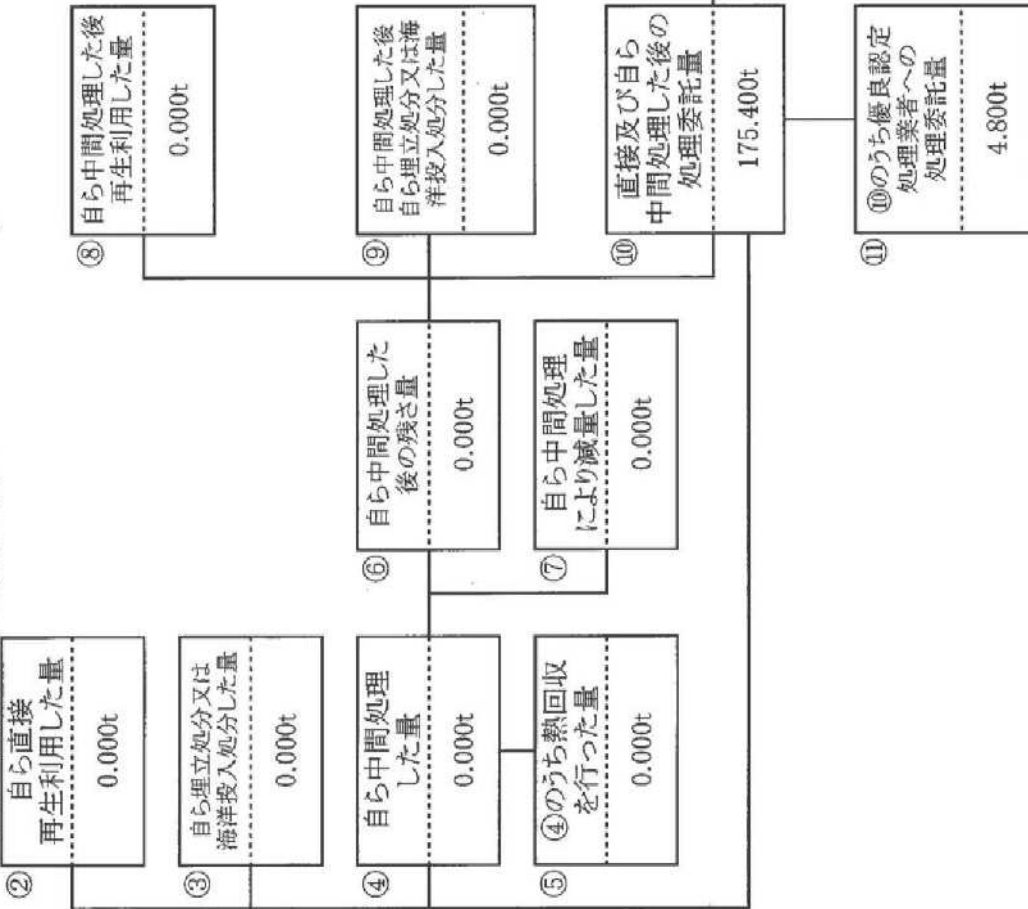 ②
自ら直接
再生利用した量
0.000t
③
自ら埋立処分又は
海洋投入処分した量
0.000t
④
自ら中間処理
した量
0.000t
⑤
④のうち熱回収
を行った量
0.000t
⑥
自ら中間処理した
後の残さ量
0.000t
⑦
自ら中間処理
により減量した量
0.000t
⑧
自ら中間処理した後
再生利用した量
0.000t
⑨
自ら中間処理した後
自ら埋立処分又は海
洋投入処分した量
0.000t
⑩
直接及び自ら
中間処理した後の
処理委託量
175.400t
⑪
⑩のうち優良認定
処理業者への
処理委託量
4.800t